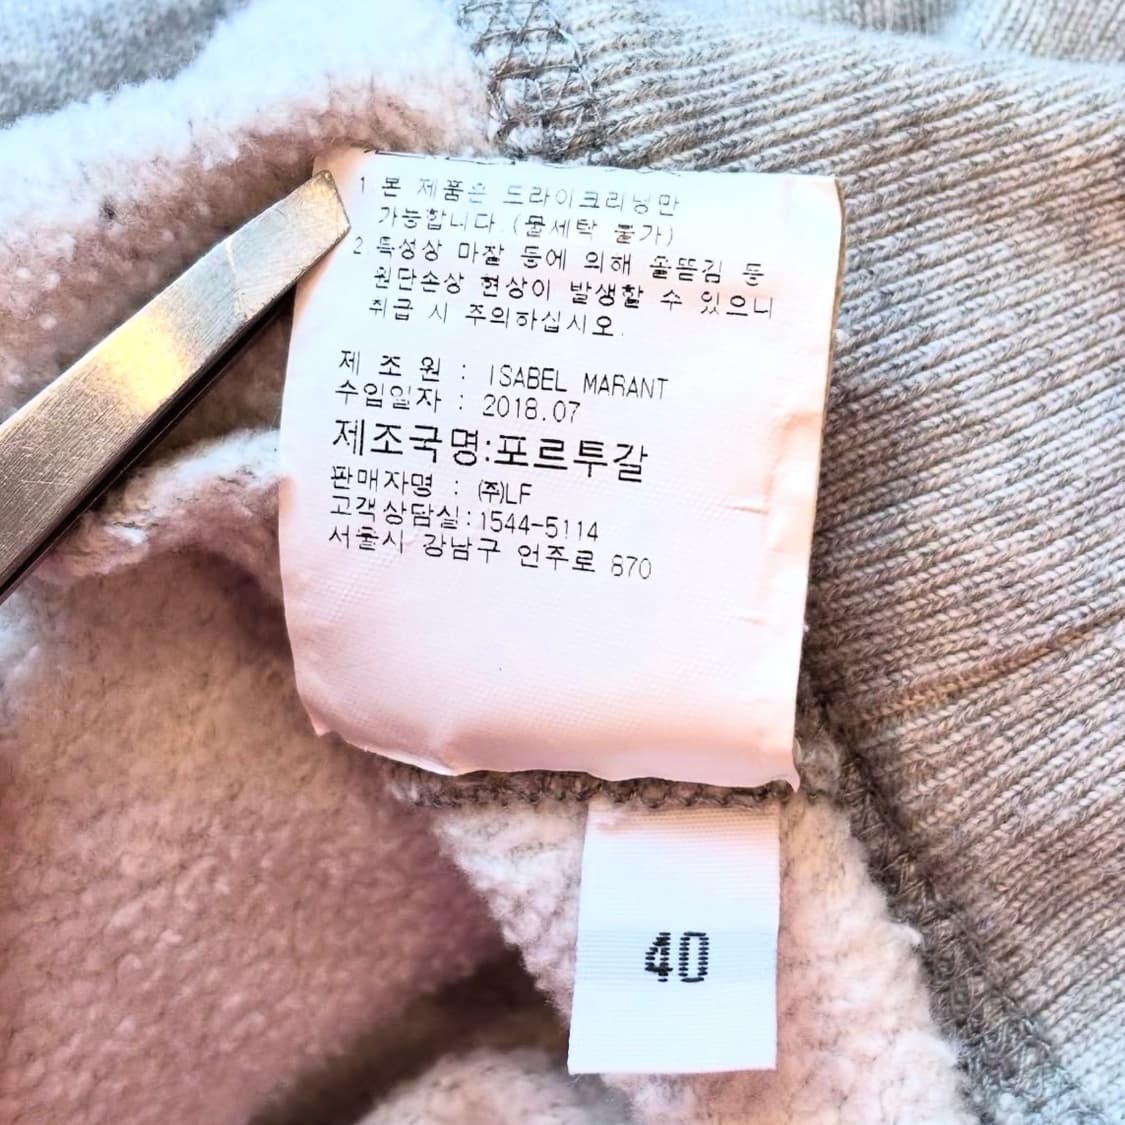 1 본 제품은 드라이크리닝만
가능합니다.(물세탁 불가)
2.특성상 마찰 등에 의해 올뜯김 등
원단손상 현상이 발생할 수 있으니
취급 시 주의하십시오.
제 조 원 : ISABEL MARANT
수입일자 : 2018.07
제조국명:포르투갈
판매자명 : ㈜LF
고객상담실:1544-5114
서울시 강남구 언주로 870
40